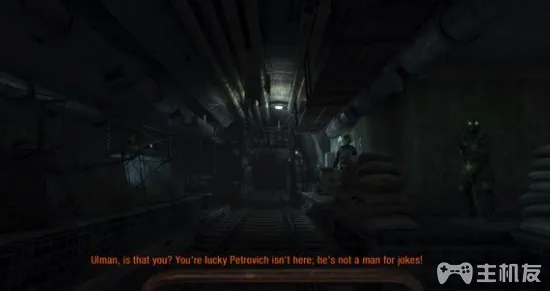 Ulman, is that you? You're lucky Petrovich isn't here; he's not a man for jokes!
主机友